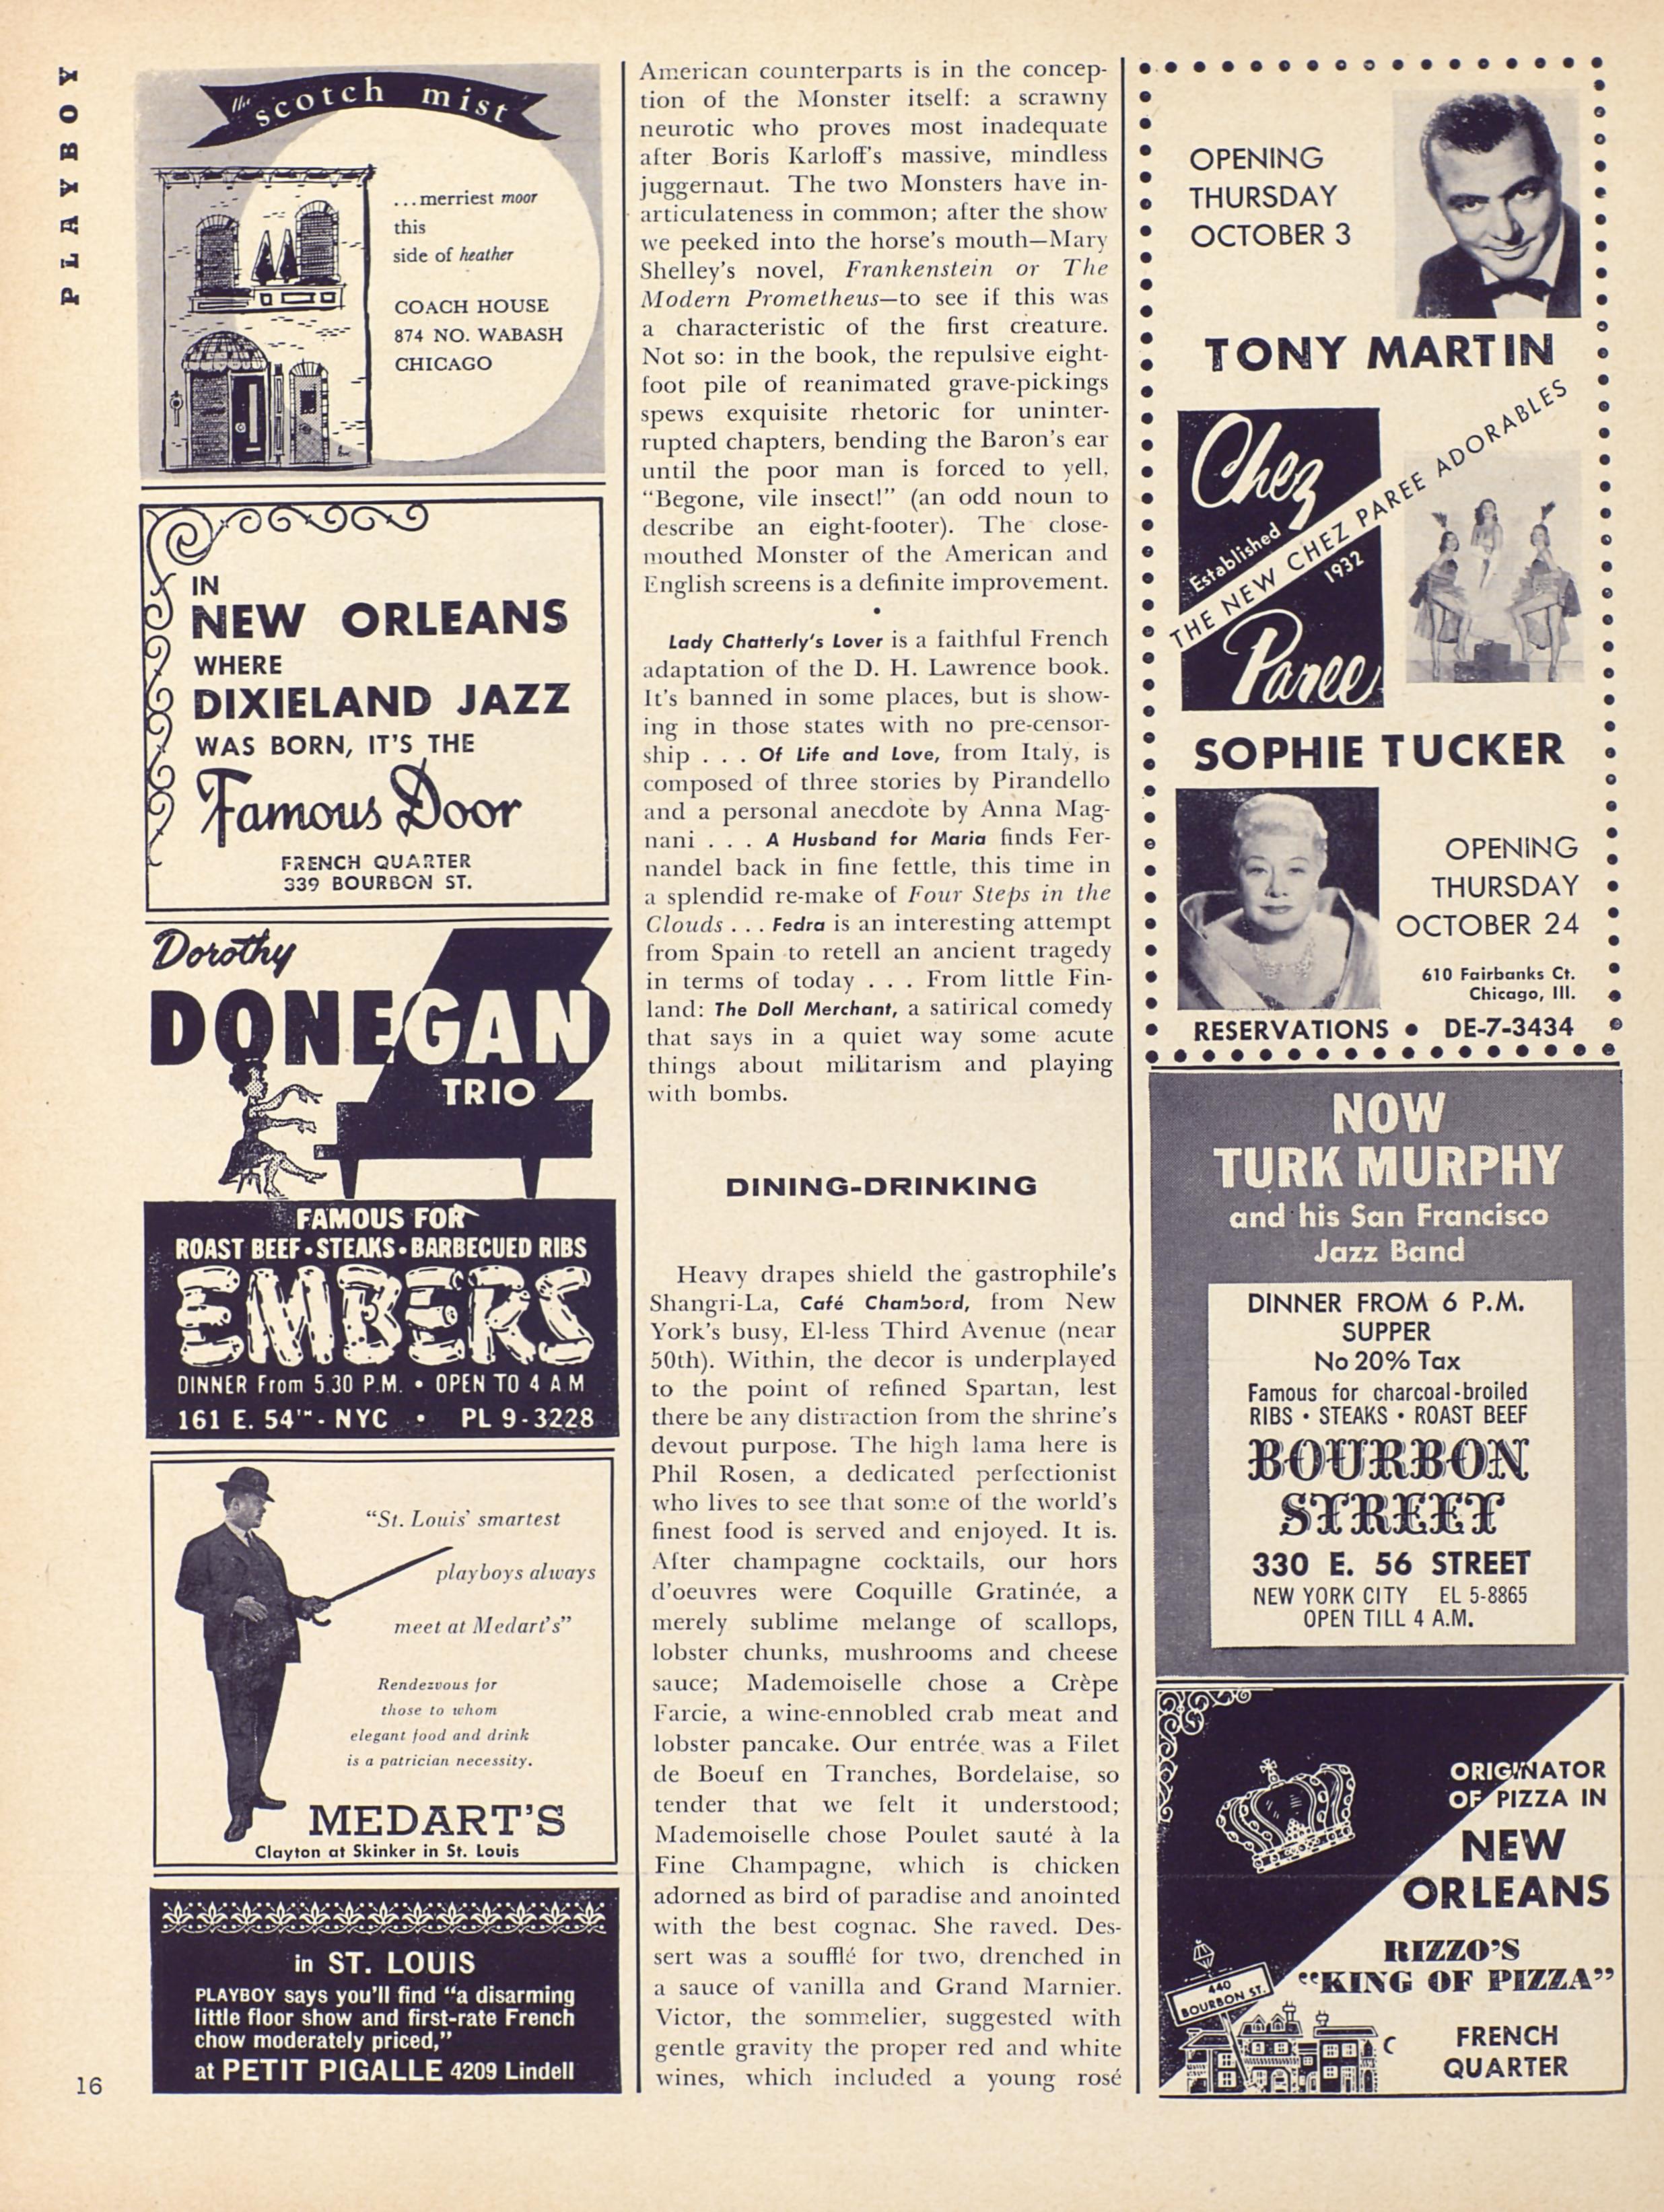 PLAYBOY
the scotch mist
...merriest moor
this
side of heather
COACH HOUSE
874 NO. WABASH
CHICAGO
IN
NEW ORLEANS
WHERE
DIXIELAND JAZZ
WAS BORN, IT'S THE
Famous Door
FRENCH QUARTER
339 BOURBON ST.
Dorothy
DONEGAN
TRIO
FAMOUS FOR
ROAST BEEF • STEAKS • BARBECUED RIBS
EMBERS
DINNER From 5:30 P.M. • OPEN TO 4 A M
161 E. 54TH - NYC • PL 9-3228
"St. Louis' smartest
playboys always
meet at Medart's"
Rendezvous for
those to whom
elegant food and drink
is a patrician necessity.
MEDART'S
Clayton at Skinker in St. Louis
in ST. LOUIS
PLAYBOY says you'll find "a disarming
little floor show and first-rate French
chow moderately priced,"
at PETIT PIGALLE 4209 Lindell
16
American counterparts is in the concep-
tion of the Monster itself: a scrawny
neurotic who proves most inadequate
after Boris Karloff's massive, mindless
juggernaut. The two Monsters have in-
articulateness in common; after the show
we peeked into the horse's mouth—Mary
Shelley's novel, Frankenstein or The
Modern Prometheus—to see if this was
a characteristic of the first creature.
Not so: in the book, the repulsive eight-
foot pile of reanimated grave-pickings
spews exquisite rhetoric for uninter-
rupted chapters, bending the Baron's ear
until the poor man is forced to yell,
"Begone, vile insect!" (an odd noun to
describe an eight-footer). The close-
mouthed Monster of the American and
English screens is a definite improvement.
•
Lady Chatterly's Lover is a faithful French
adaptation of the D. H. Lawrence book.
It's banned in some places, but is show-
ing in those states with no pre-censor-
ship . . . Of Life and Love, from Italy, is
composed of three stories by Pirandello
and a personal anecdote by Anna Mag-
nani . . . A Husband for Maria finds Fer-
nandel back in fine fettle, this time in
a splendid re-make of Four Steps in the
Clouds . . . Fedra is an interesting attempt
from Spain to retell an ancient tragedy
in terms of today . . . From little Fin-
land: The Doll Merchant, a satirical comedy
that says in a quiet way some acute
things about militarism and playing
with bombs.
DINING-DRINKING
Heavy drapes shield the gastrophile's
Shangri-La, Café Chambord, from New
York's busy, El-less Third Avenue (near
50th). Within, the decor is underplayed
to the point of refined Spartan, lest
there be any distraction from the shrine's
devout purpose. The high lama here is
Phil Rosen, a dedicated perfectionist
who lives to see that some of the world's
finest food is served and enjoyed. It is.
After champagne cocktails, our hors
d'oeuvres were Coquille Gratinée, a
merely sublime melange of scallops,
lobster chunks, mushrooms and cheese
sauce; Mademoiselle chose a Crèpe
Farcie, a wine-ennobled crab meat and
lobster pancake. Our entrée was a Filet
de Boeuf en Tranches, Bordelaise, so
tender that we felt it understood;
Mademoiselle chose Poulet sauté à la
Fine Champagne, which is chicken
adorned as bird of paradise and anointed
with the best cognac. She raved. Des-
sert was a soufflé for two, drenched in
a sauce of vanilla and Grand Marnier.
Victor, the sommelier, suggested with
gentle gravity the proper red and white
wines, which included a young rosé
OPENING
THURSDAY
OCTOBER 3
TONY MARTIN
Chez
Established
THE NEW CHEZ PAREE ADORABLES
1932
Paree
SOPHIE TUCKER
OPENING
THURSDAY
OCTOBER 24
610 Fairbanks Ct.
Chicago, Ill.
RESERVATIONS • DE-7-3434
NOW
TURK MURPHY
and his San Francisco
Jazz Band
DINNER FROM 6 P.M.
SUPPER
No 20% Tax
Famous for charcoal-broiled
RIBS • STEAKS • ROAST BEEF
BOURBON
STREET
330 E. 56 STREET
NEW YORK CITY EL 5-8865
OPEN TILL 4 A.M.
ORIGINATOR
OF PIZZA IN
NEW
ORLEANS
RIZZO'S
"KING OF PIZZA"
440
BOURBON ST.
FRENCH
QUARTER